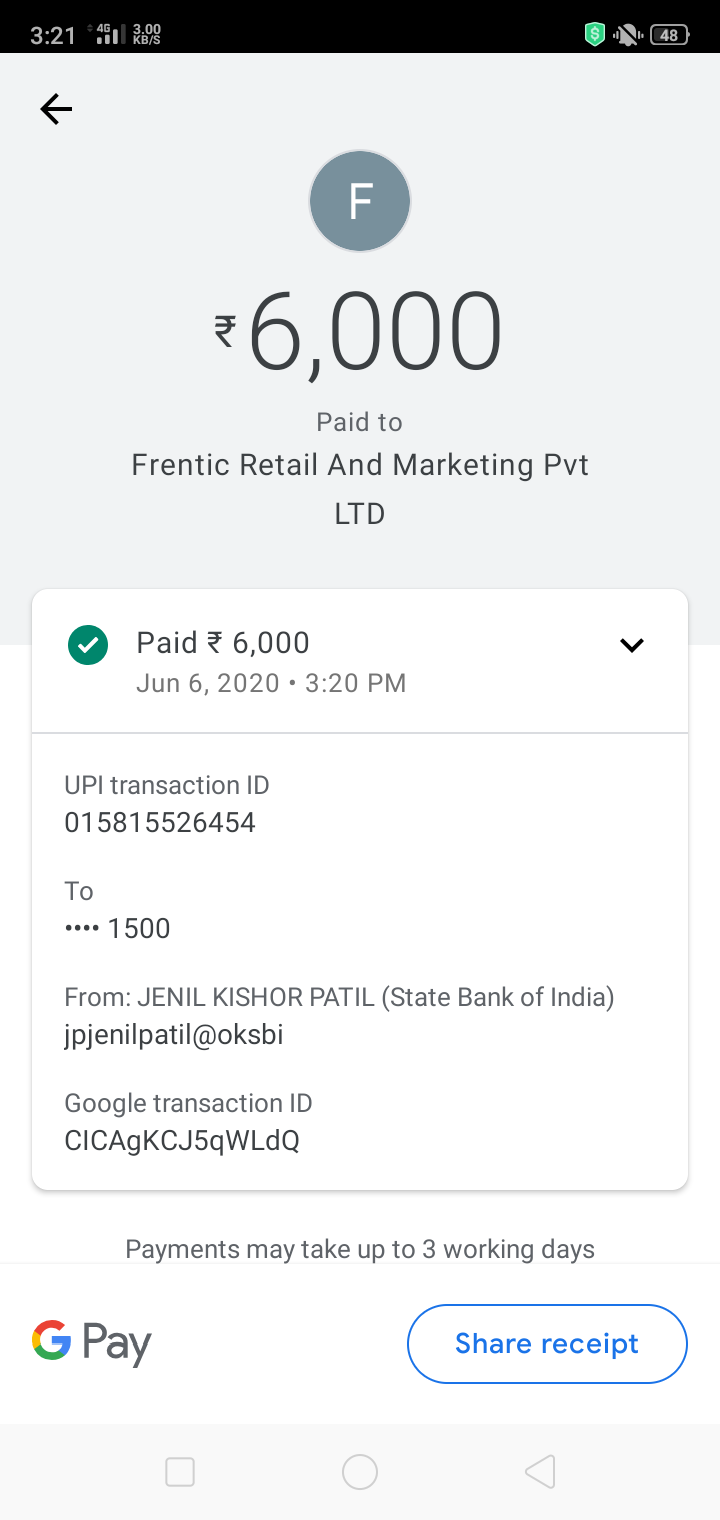 3:21 4G 3.00 KB/S 48
F
₹6,000
Paid to
Frentic Retail And Marketing Pvt
LTD
Paid ₹ 6,000
Jun 6, 2020 • 3:20 PM
UPI transaction ID
015815526454
To
•••• 1500
From: JENIL KISHOR PATIL (State Bank of India)
jpjenilpatil@oksbi
Google transaction ID
CICAgKCJ5qWLdQ
Payments may take up to 3 working days
G Pay
Share receipt